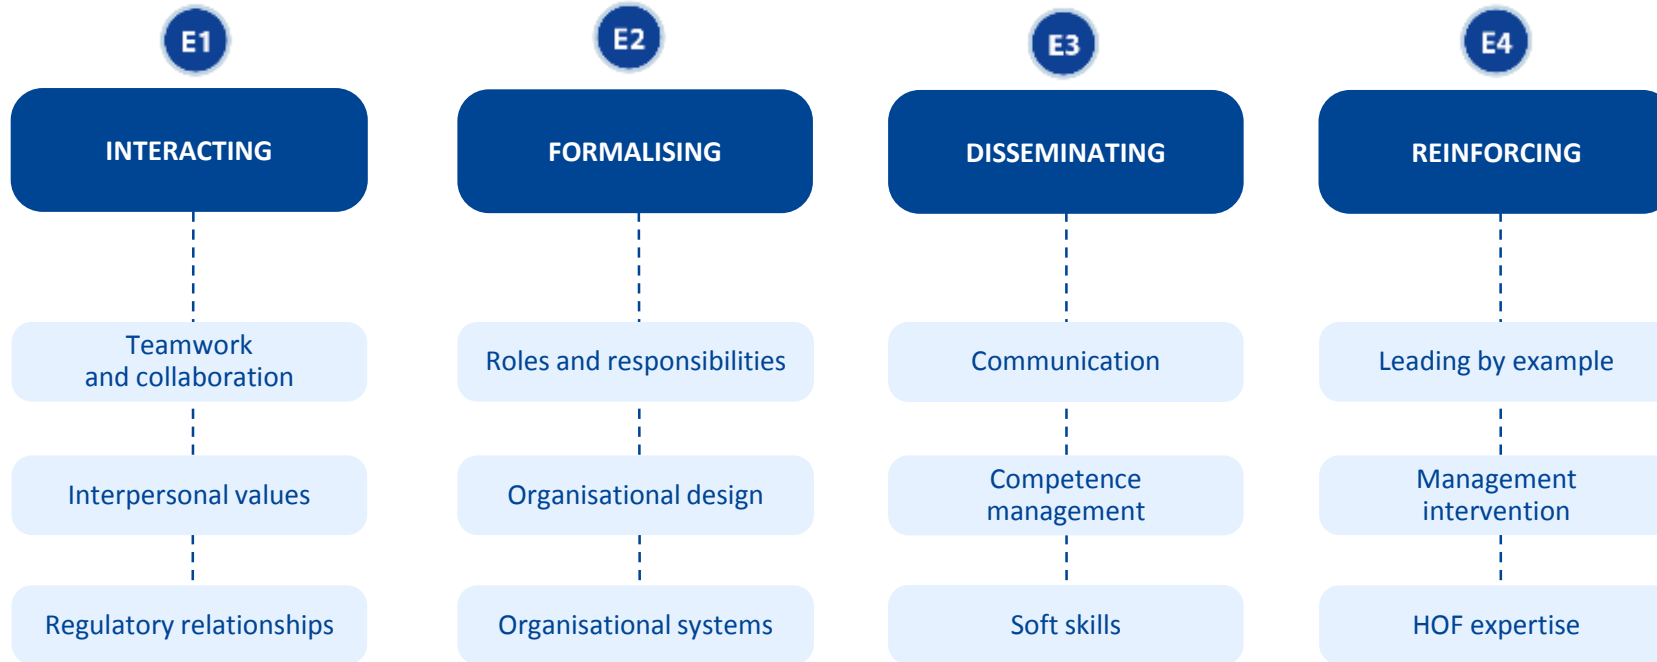 E1
INTERACTING
Teamwork
and collaboration
Interpersonal values
Regulatory relationships
E2
FORMALISING
Roles and responsibilities
Organisational design
Organisational systems
E3
DISSEMINATING
Communication
Competence
management
Soft skills
E4
REINFORCING
Leading by example
Management
intervention
HOF expertise